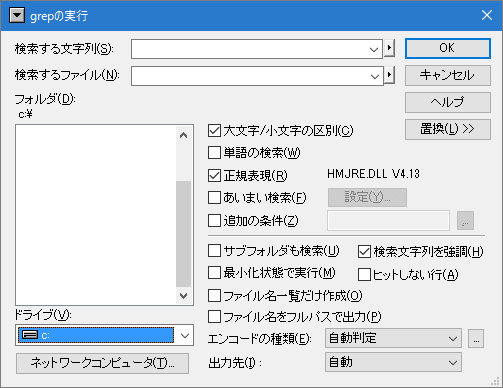 grepの実行
検索する文字列(S):
OK
検索するファイル(N):
キャンセル
フォルダ(D):
ヘルプ
c:¥
置換(L) >>
大文字/小文字の区別(C)
単語の検索(W)
正規表現(R)
HMJRE.DLL V4.13
あいまい検索(F)
設定(Y)...
追加の条件(Z)
...
サブフォルダも検索(U)
検索文字列を強調(H)
最小化状態で実行(M)
ヒットしない行(A)
ファイル名一覧だけ作成(O)
ファイル名をフルパスで出力(P)
ドライブ(V):
c:
エンコードの種類(E):
自動判定
...
ネットワークコンピュータ(T)...
出力先(I) :
自動